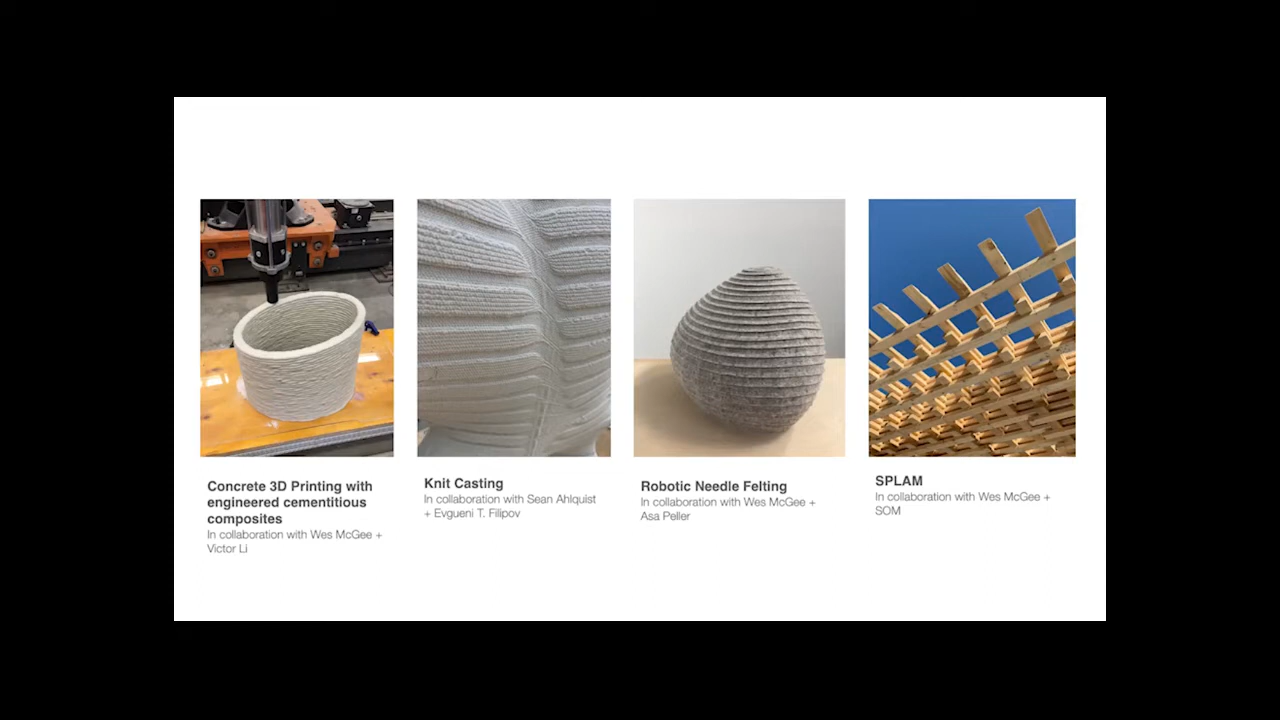 Concrete 3D Printing with
engineered cementitious
composites
In collaboration with Wes McGee +
Victor Li
Knit Casting
In collaboration with Sean Ahlquist
+ Evgueni T. Filipov
Robotic Needle Felting
In collaboration with Wes McGee +
Asa Peller
SPLAM
In collaboration with Wes McGee +
SOM